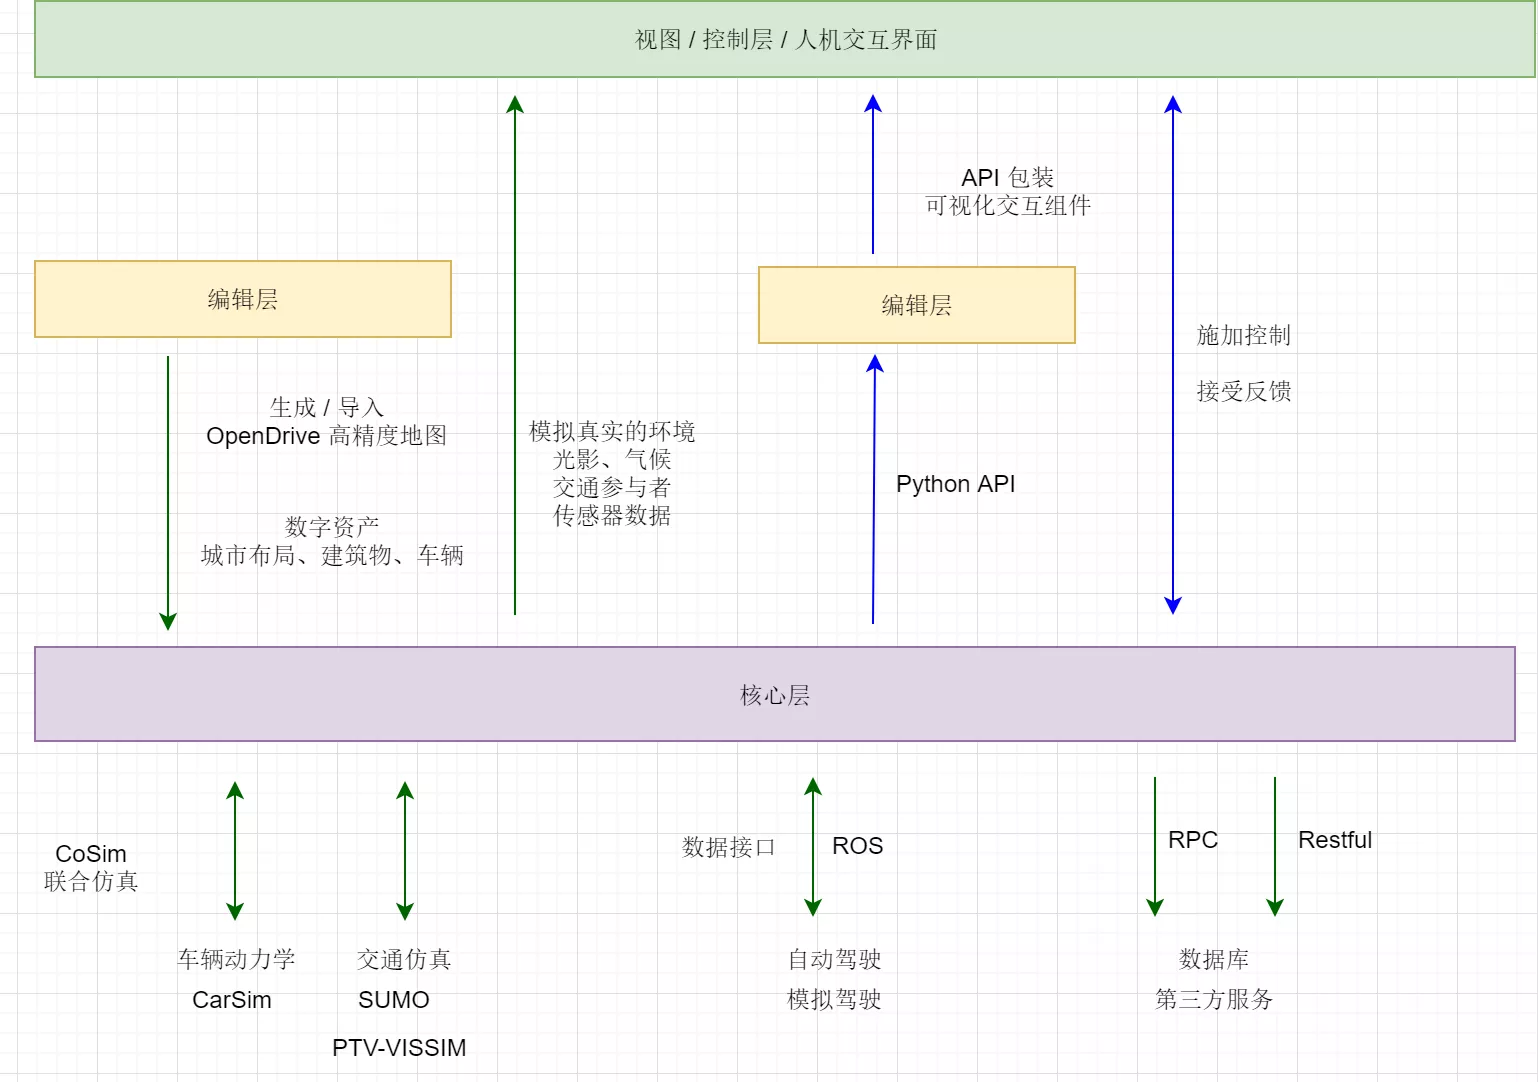 视图 / 控制层 / 人机交互界面
API 包装
可视化交互组件
编辑层
编辑层
施加控制
接受反馈
生成 / 导入
OpenDrive 高精度地图
模拟真实的环境
光影、气候
交通参与者
传感器数据
Python API
数字资产
城市布局、建筑物、车辆
核心层
CoSim
联合仿真
数据接口
ROS
RPC
Restful
车辆动力学
CarSim
交通仿真
SUMO
PTV-VISSIM
自动驾驶
模拟驾驶
数据库
第三方服务